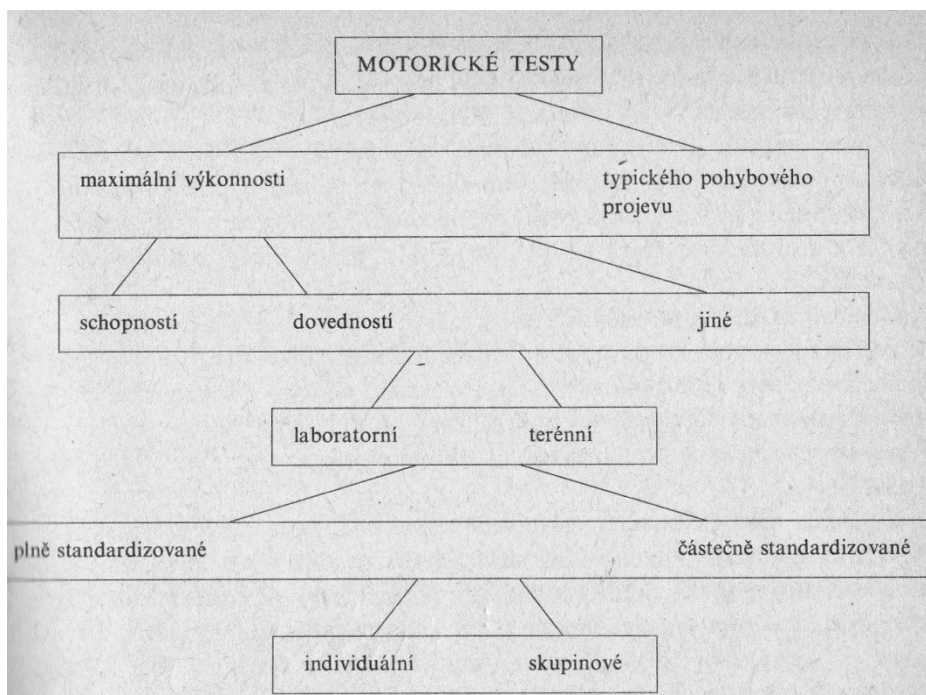 MOTORICKÉ TESTY
maximální výkonnosti
typického pohybového
projevu
schopností
dovedností
jiné
laboratorní
terénní
plně standardizované
částečně standardizované
individuální
skupinové